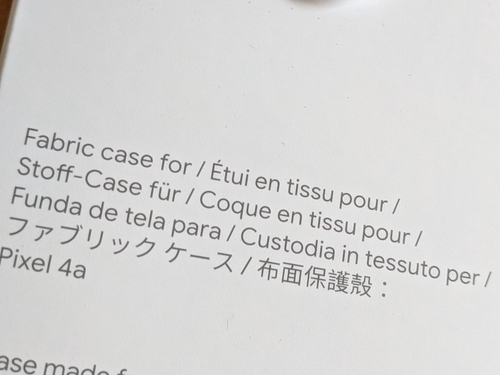 Fabric case for / Étui en tissu pour /
Stoff-Case für / Coque en tissu pour /
Funda de tela para / Custodia in tessuto per /
ファブリック ケース / 布面保護殼：
Pixel 4a
made